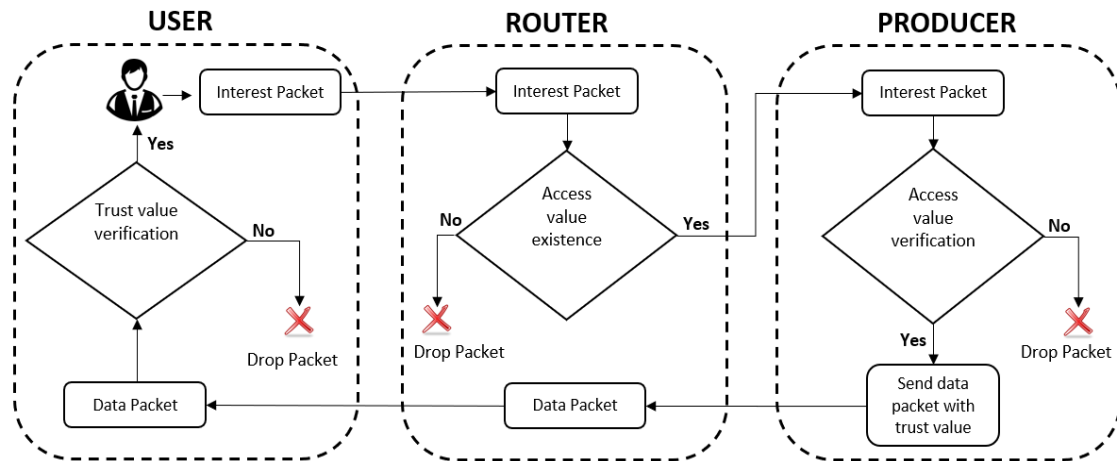 USER
ROUTER
PRODUCER
Interest Packet
Interest Packet
Interest Packet
Yes
Trust value
verification
No
Drop Packet
Data Packet
Access
value
existence
No
Yes
Drop Packet
Data Packet
Access
value
verification
No
Yes
Drop Packet
Send data
packet with
trust value